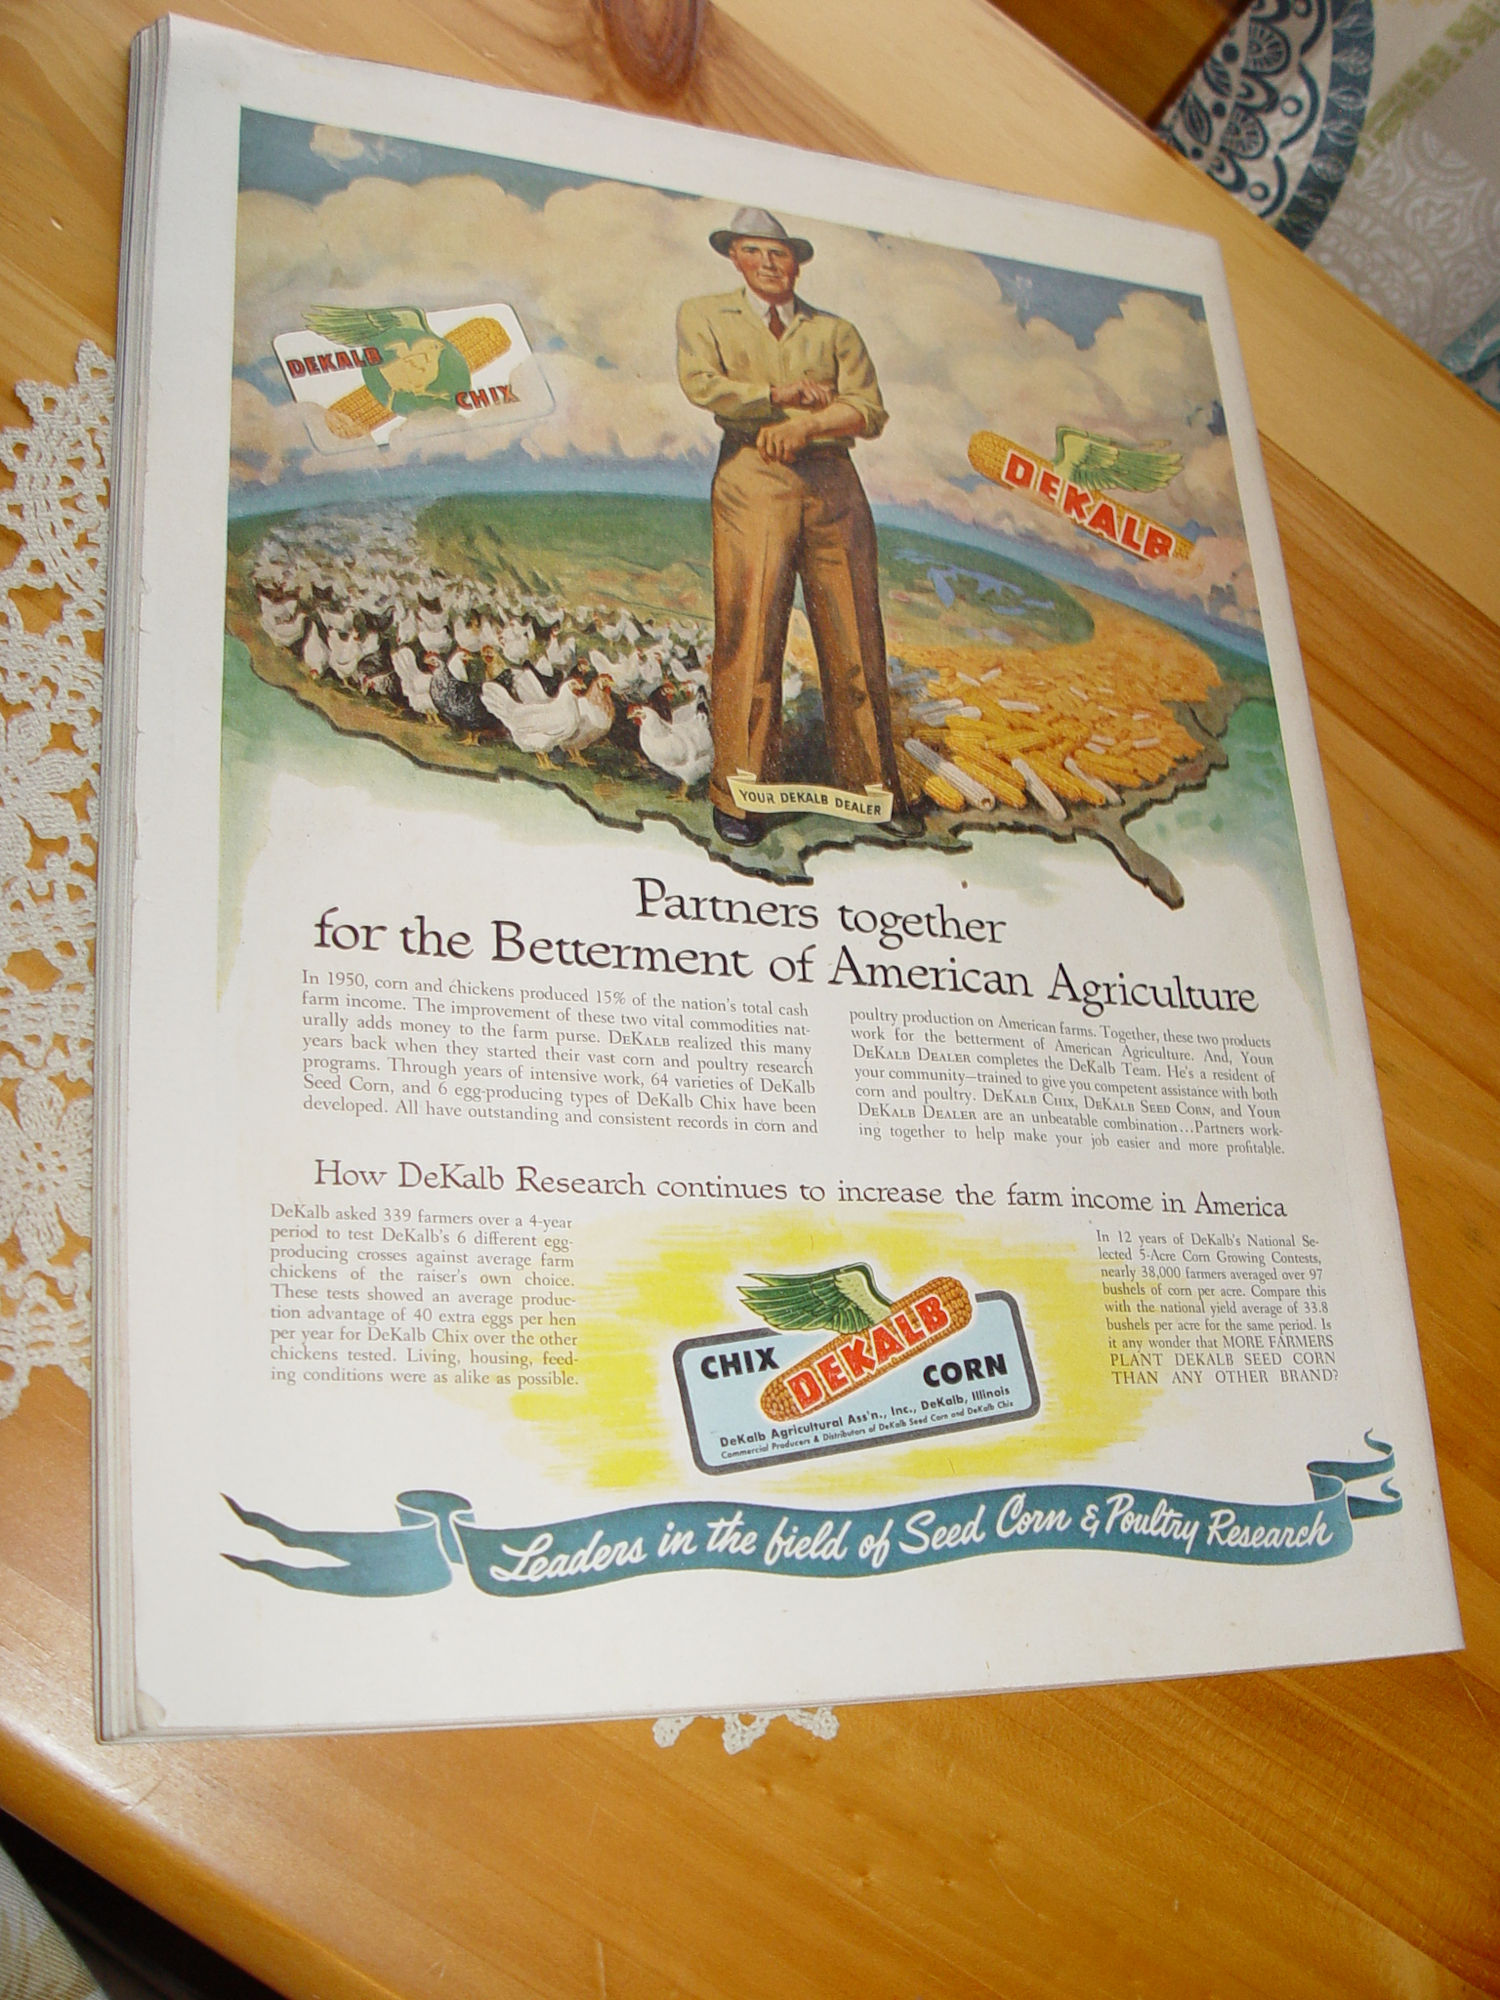 DEKALB
CHIX
DEKALB
YOUR DEKALB DEALER
Partners together
for the Betterment of American Agriculture
In 1950, corn and chickens produced 15% of the nation's total cash
farm income. The improvement of these two vital commodities nat-
urally adds money to the farm purse. DEKALB realized this many
years back when they started their vast corn and poultry research
programs. Through years of intensive work, 64 varieties of DeKalb
Seed Corn, and 6 egg-producing types of DeKalb Chix have been
developed. All have outstanding and consistent records in corn and
poultry production on American farms. Together, these two products
work for the betterment of American Agriculture. And, YOUR
DEKALB DEALER completes the DeKalb Team. He's a resident of
your community—trained to give you competent assistance with both
corn and poultry. DEKALB CHIX, DEKALB SEED CORN, and YOUR
DEKALB DEALER are an unbeatable combination...Partners work-
ing together to help make your job easier and more profitable.
How DeKalb Research continues to increase the farm income in America
DeKalb asked 339 farmers over a 4-year
period to test DeKalb's 6 different egg-
producing crosses against average farm
chickens of the raiser's own choice.
These tests showed an average produc-
tion advantage of 40 extra eggs per hen
per year for DeKalb Chix over the other
chickens tested. Living, housing, feed-
ing conditions were as alike as possible.
CHIX DEKALB CORN
DeKalb Agricultural Ass'n., Inc., DeKalb, Illinois
Commercial Producers & Distributors of DeKalb Seed Corn and DeKalb Chix
In 12 years of DeKalb's National Se-
lected 5-Acre Corn Growing Contests,
nearly 38,000 farmers averaged over 97
bushels of corn per acre. Compare this
with the national yield average of 33.8
bushels per acre for the same period. Is
it any wonder that MORE FARMERS
PLANT DEKALB SEED CORN
THAN ANY OTHER BRAND?
Leaders in the field of Seed Corn & Poultry Research